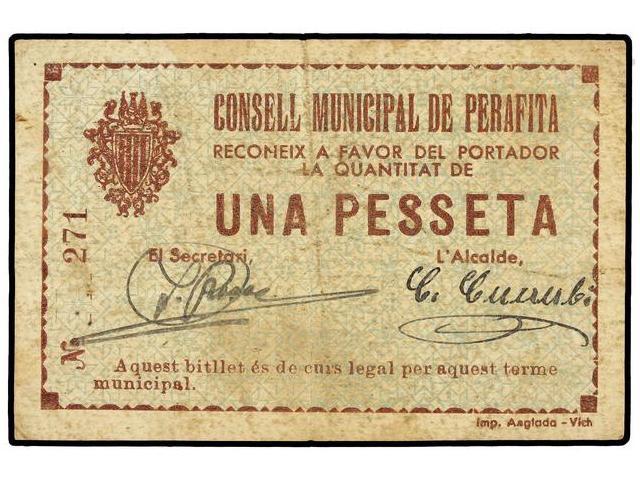 CONSELL MUNICIPAL DE PERAFITA
RECONEIX A FAVOR DEL PORTADOR
LA QUANTITAT DE
UNA PESSETA
El Secretari, L'Alcalde,
Nº 271
Aquest bitllet és de curs legal per aquest terme
municipal.
Imp. Anglada - Vich